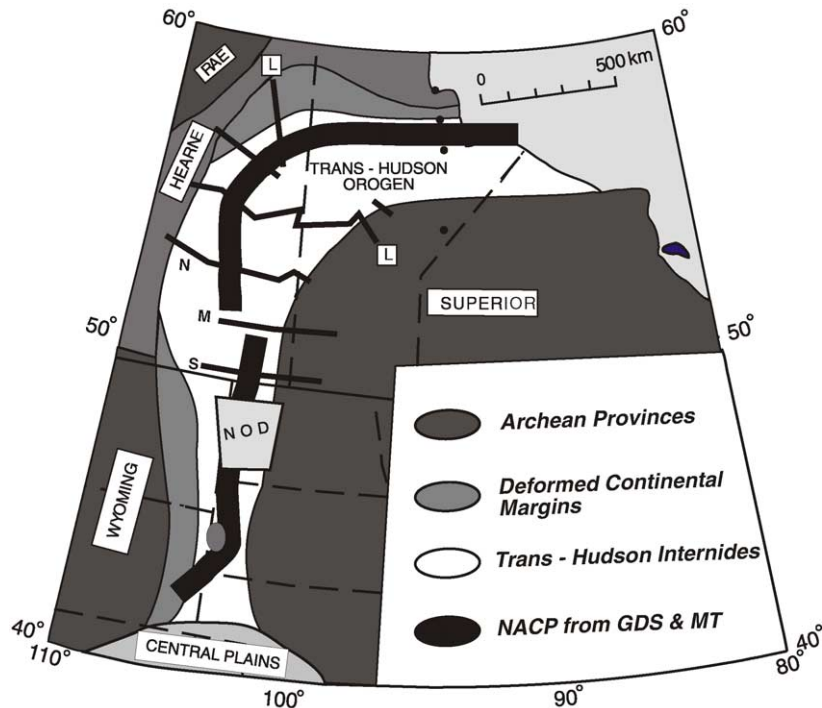 60°
60°
RAE
L
0
500 km
HEARNE
TRANS - HUDSON
OROGEN
N
L
SUPERIOR
M
50°
50°
S
NOD
Archean Provinces
WYOMING
Deformed Continental
Margins
Trans - Hudson Internides
NACP from GDS & MT
40°
40°
110°
CENTRAL PLAINS
80°
100°
90°